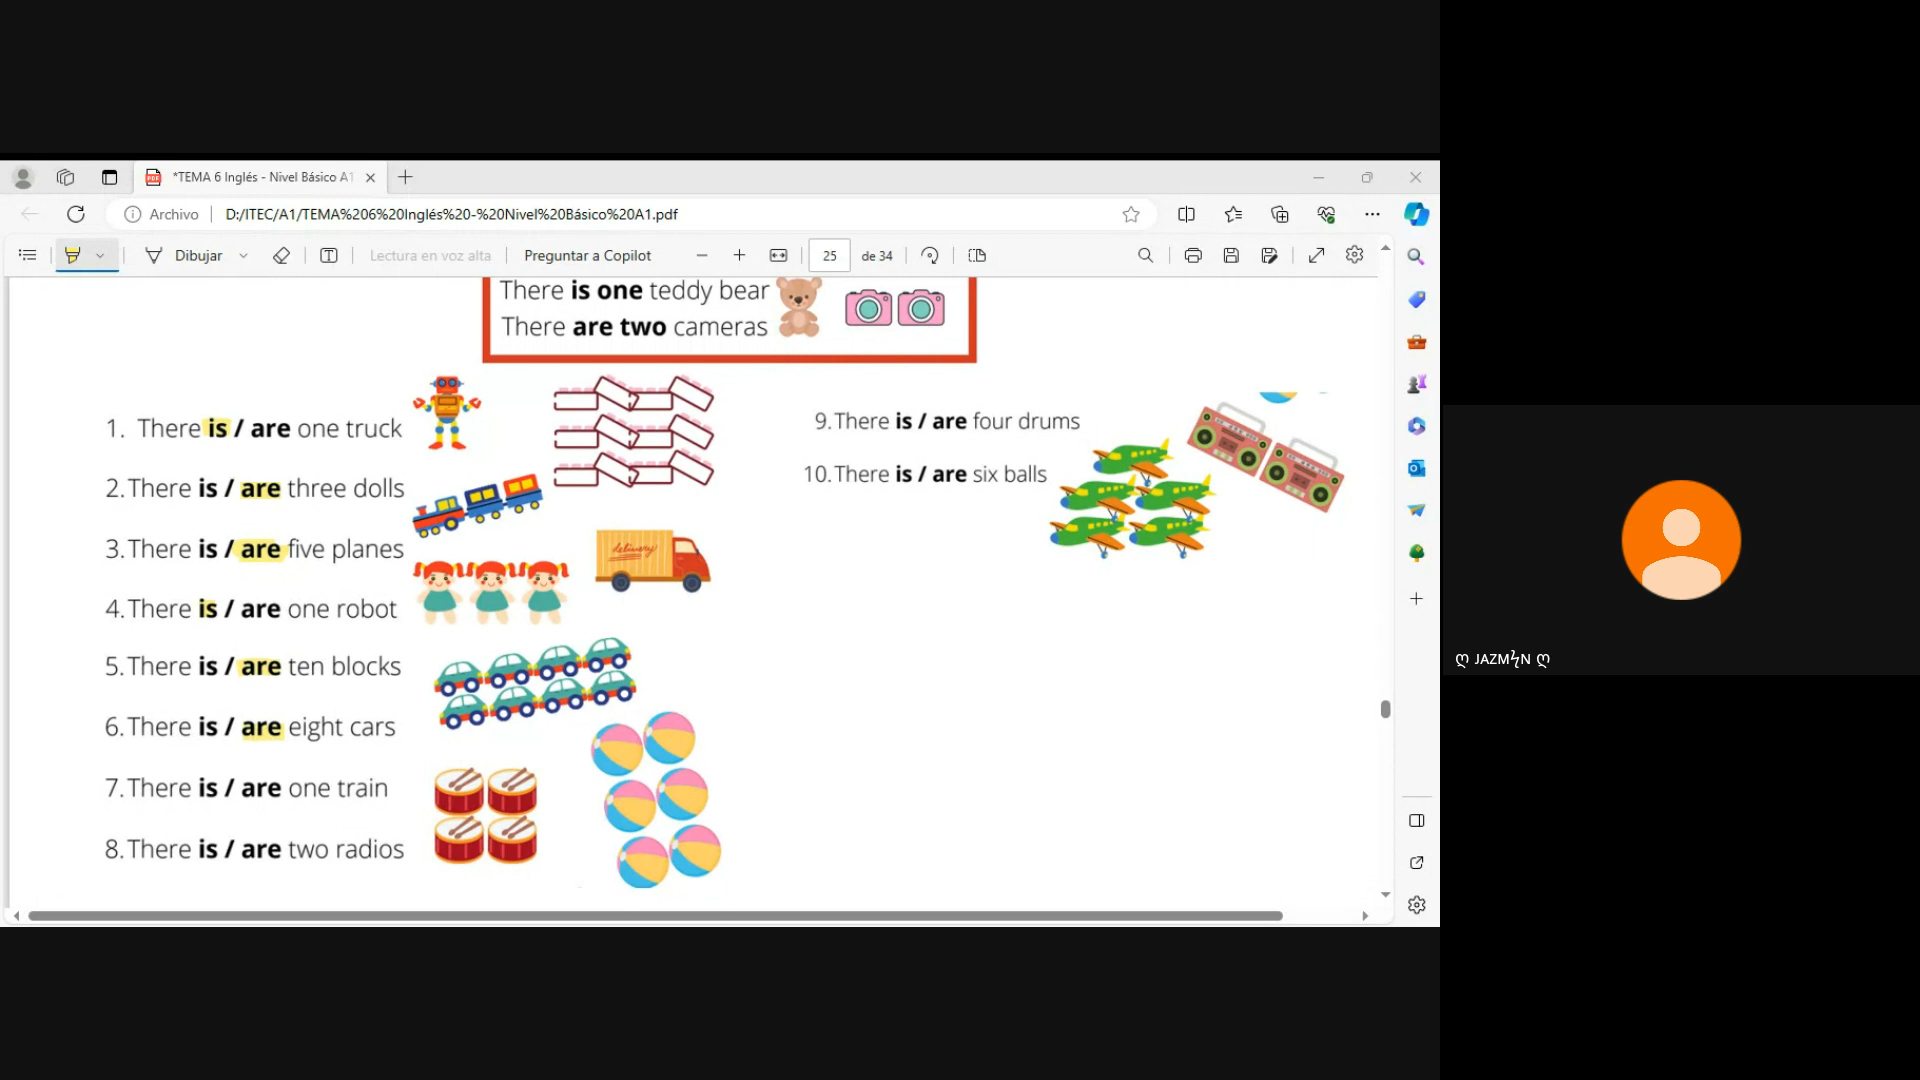 *TEMA 6 Inglés - Nivel Básico A1
Archivo
D:/ITEC/A1/TEMA%206%20Inglés%20-%20Nivel%20Básico%20A1.pdf
Dibujar
Lectura en voz alta
Preguntar a Copilot
25
de 34
There is one teddy bear
There are two cameras
1. There is / are one truck
2. There is / are three dolls
3. There is / are five planes
4. There is / are one robot
5. There is / are ten blocks
6. There is / are eight cars
7. There is / are one train
8. There is / are two radios
delivery
9. There is / are four drums
10. There is / are six balls